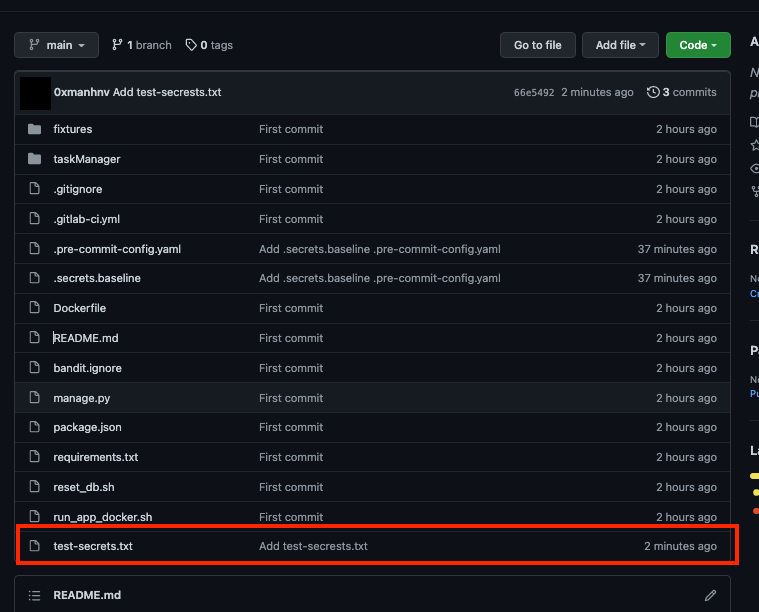 main
1 branch
0 tags
Go to file
Add file
Code
0xmanhnv Add test-secrests.txt
66e5492 2 minutes ago
3 commits
fixtures First commit 2 hours ago
taskManager First commit 2 hours ago
.gitignore First commit 2 hours ago
.gitlab-ci.yml First commit 2 hours ago
.pre-commit-config.yaml Add .secrets.baseline .pre-commit-config.yaml 37 minutes ago
.secrets.baseline Add .secrets.baseline .pre-commit-config.yaml 37 minutes ago
Dockerfile First commit 2 hours ago
README.md First commit 2 hours ago
bandit.ignore First commit 2 hours ago
manage.py First commit 2 hours ago
package.json First commit 2 hours ago
requirements.txt First commit 2 hours ago
reset_db.sh First commit 2 hours ago
run_app_docker.sh First commit 2 hours ago
test-secrets.txt Add test-secrests.txt 2 minutes ago
README.md